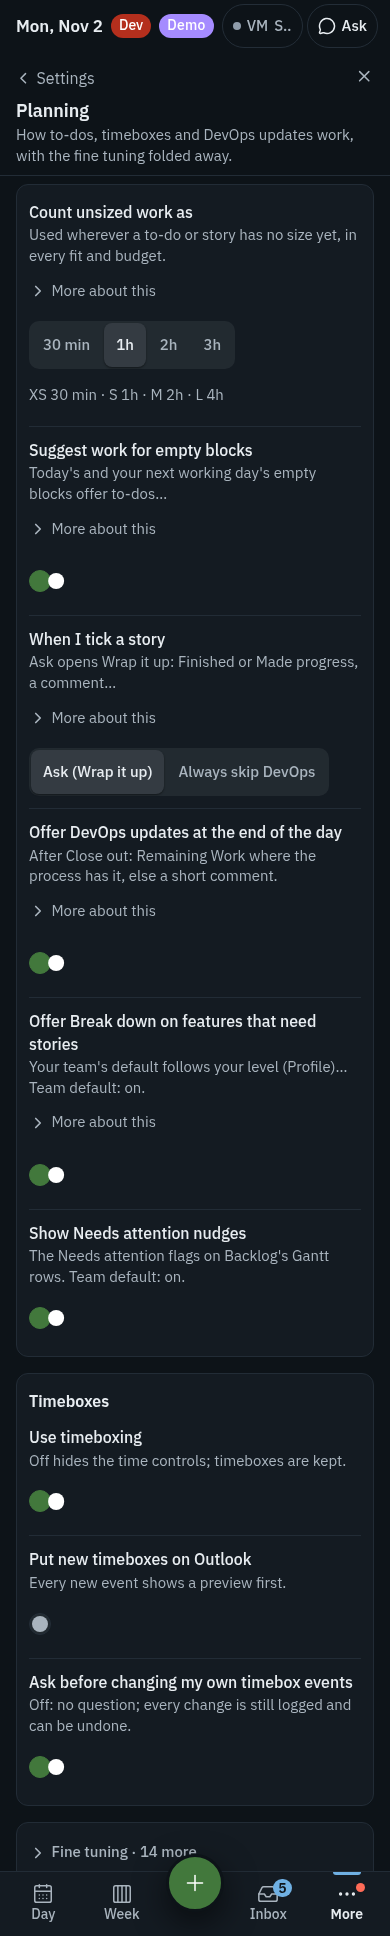 Mon, Nov 2 Dev Demo VM S.. Ask
Settings
Planning
How to-dos, timeboxes and DevOps updates work,
with the fine tuning folded away.
Count unsized work as
Used wherever a to-do or story has no size yet, in
every fit and budget.
More about this
30 min 1h 2h 3h
XS 30 min · S 1h · M 2h · L 4h
Suggest work for empty blocks
Today's and your next working day's empty
blocks offer to-dos...
More about this
When I tick a story
Ask opens Wrap it up: Finished or Made progress,
a comment...
More about this
Ask (Wrap it up) Always skip DevOps
Offer DevOps updates at the end of the day
After Close out: Remaining Work where the
process has it, else a short comment.
More about this
Offer Break down on features that need
stories
Your team's default follows your level (Profile)...
Team default: on.
More about this
Show Needs attention nudges
The Needs attention flags on Backlog's Gantt
rows. Team default: on.
Timeboxes
Use timeboxing
Off hides the time controls; timeboxes are kept.
Put new timeboxes on Outlook
Every new event shows a preview first.
Ask before changing my own timebox events
Off: no question; every change is still logged and
can be undone.
Fine tuning · 14 more
Day Week Inbox 5 More